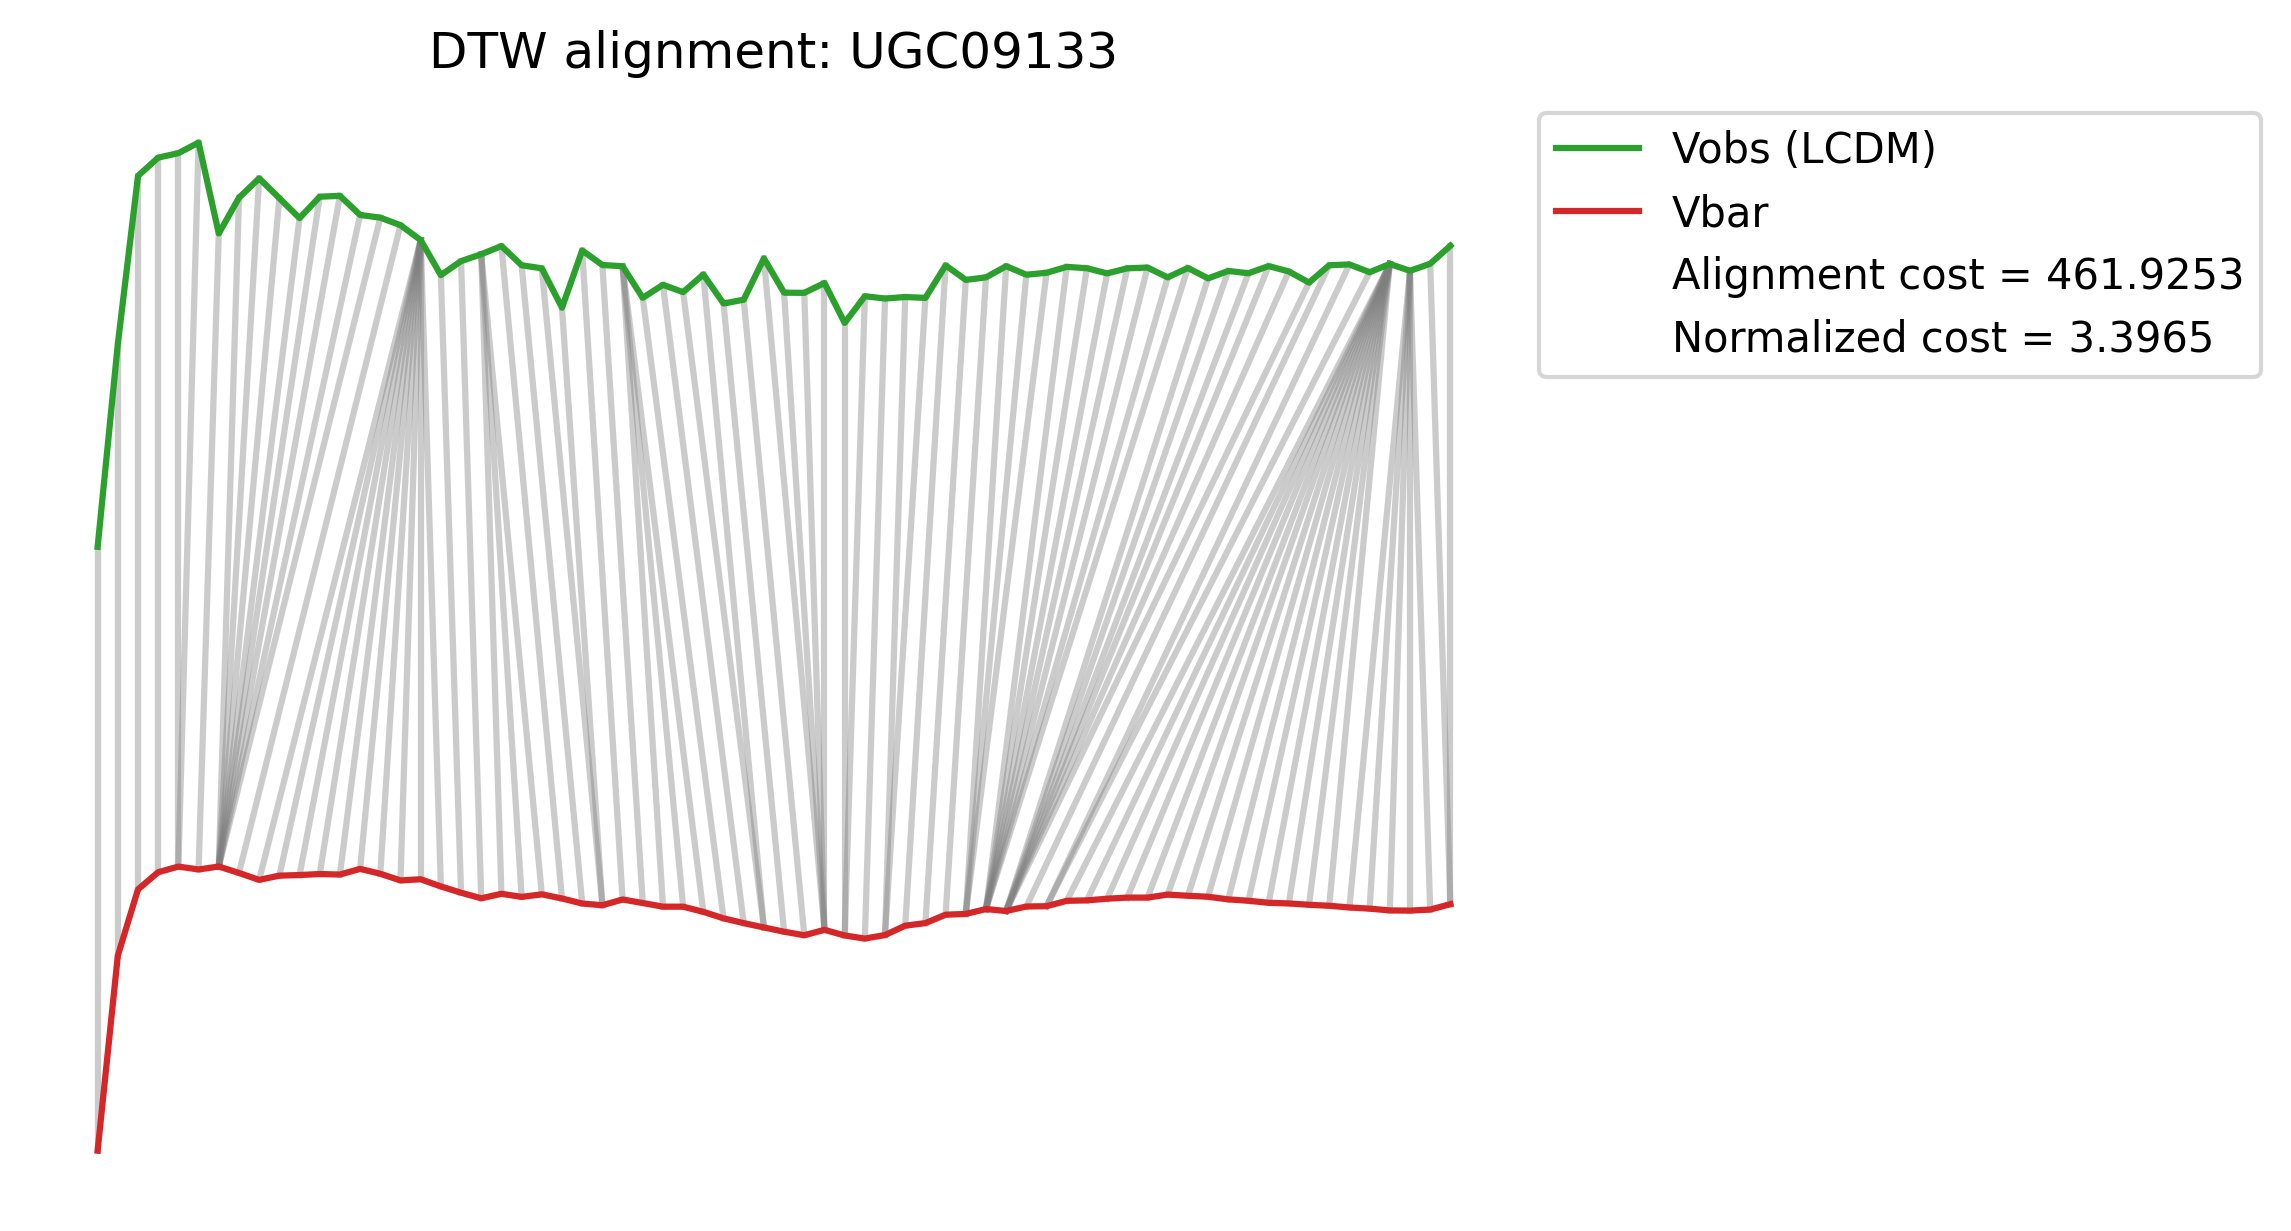 DTW alignment: UGC09133
Vobs (LCDM)
Vbar
Alignment cost = 461.9253
Normalized cost = 3.3965